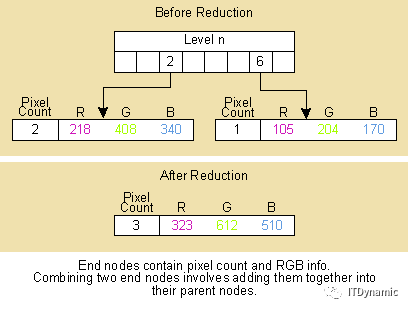 Before Reduction
Level n
2 6
Pixel Count R G B
2 218 408 340
Pixel Count R G B
1 105 204 170
After Reduction
Pixel Count R G B
3 323 612 510
End nodes contain pixel count and RGB info.
Combining two end nodes involves adding them together into
their parent nodes.
ITDynamic